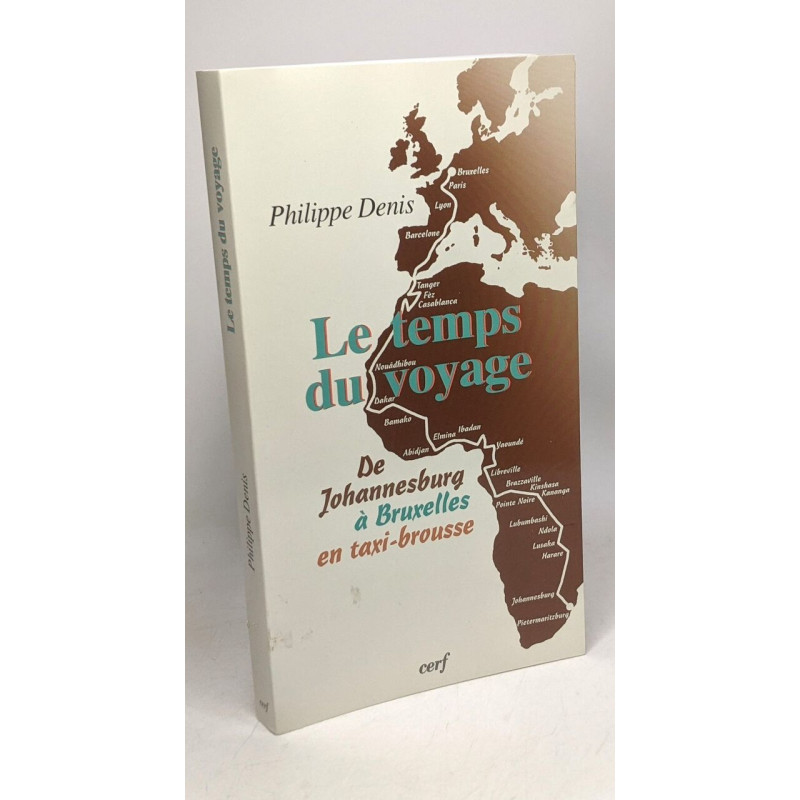 Le temps du voyage
Philippe Denis
cerf
Philippe Denis
Bruxelles
Paris
Lyon
Barcelone
Tanger
Fèz
Casablanca
Le temps
du voyage
Nouâdhibou
Dakar
Bamako
Elmina Ibadan
Abidjan
Yaoundé
Libreville
Brazzaville
Kinshasa
Pointe Noire Kananga
Lubumbashi
Ndola
Lusaka
Harare
Johannesburg
Pietermaritzburg
De
Johannesburg
à Bruxelles
en taxi-brousse
cerf